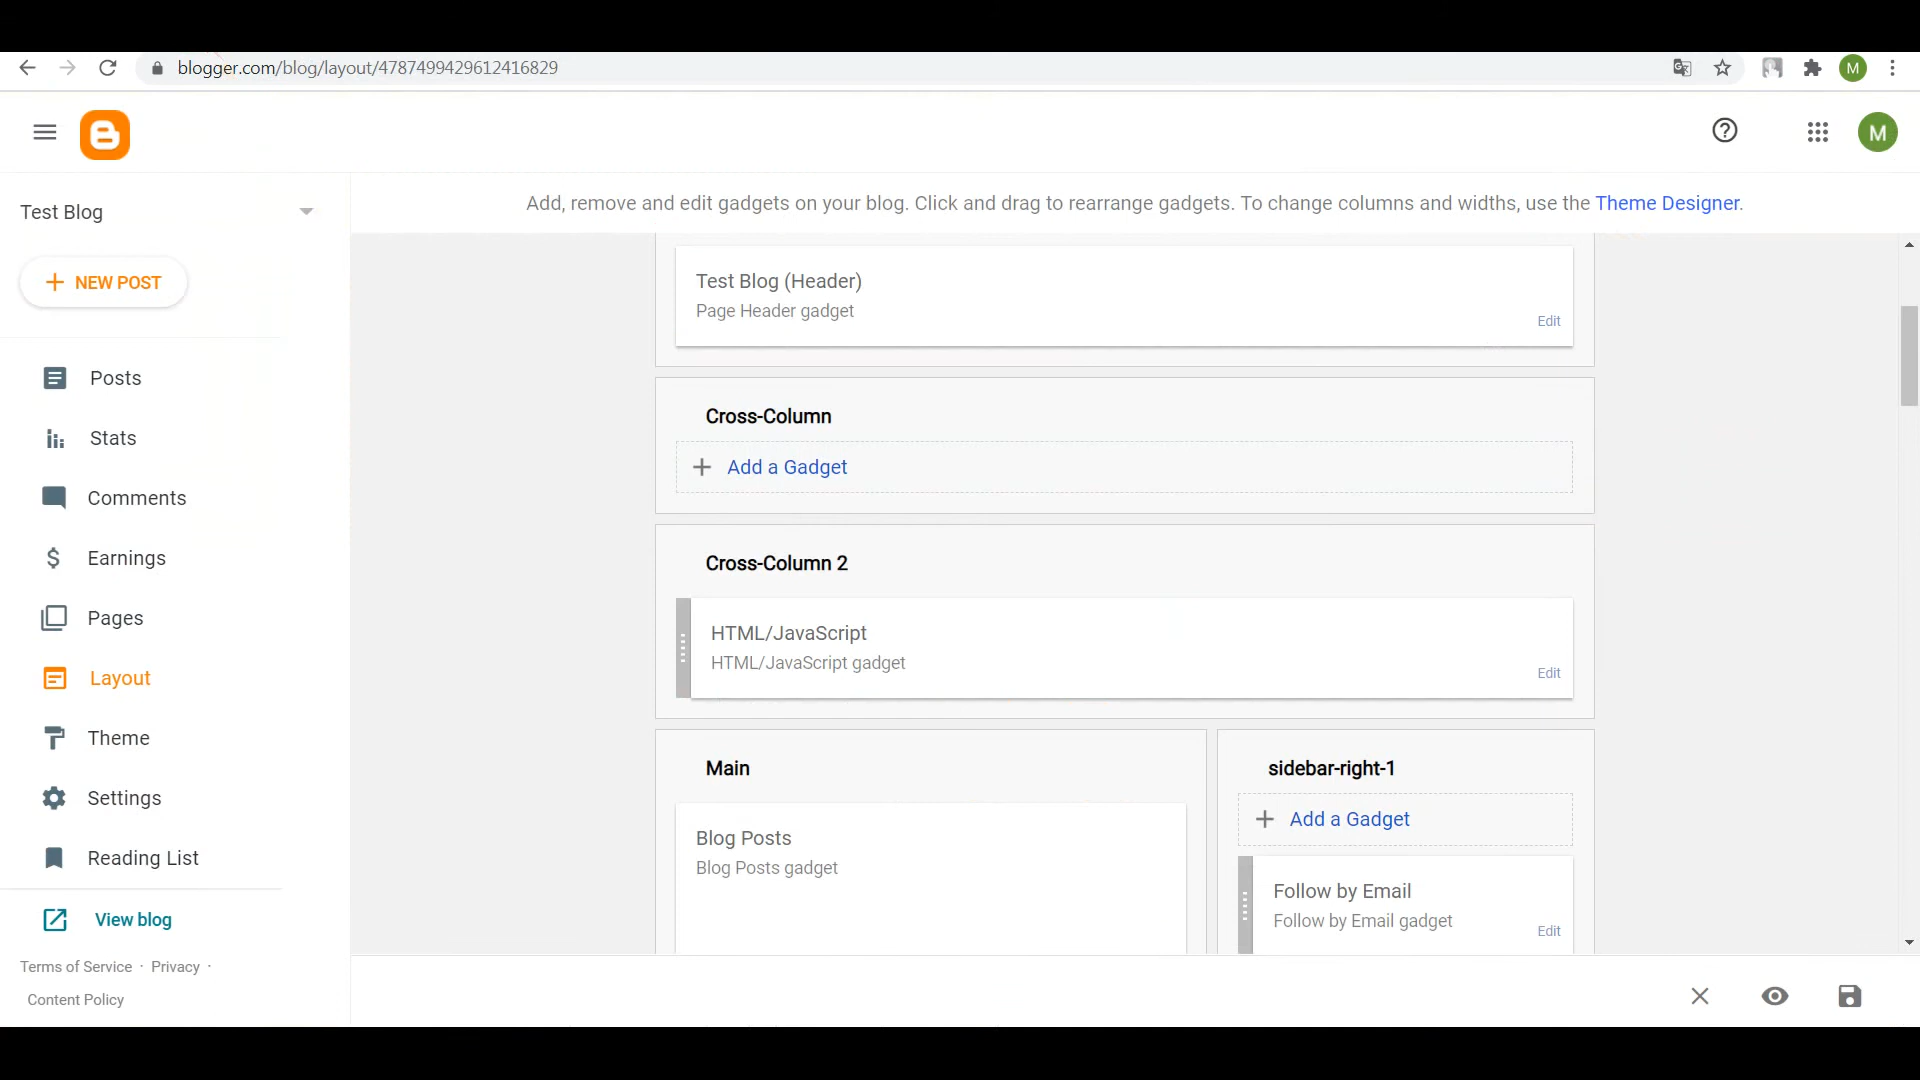 blogger.com/blog/layout/4787499429612416829
M
M
Test Blog
Add, remove and edit gadgets on your blog. Click and drag to rearrange gadgets. To change columns and widths, use the Theme Designer.
NEW POST
Posts
Stats
Comments
Earnings
Pages
Layout
Theme
Settings
Reading List
View blog
Terms of Service · Privacy ·
Content Policy
Test Blog (Header)
Page Header gadget
Edit
Cross-Column
Add a Gadget
Cross-Column 2
HTML/JavaScript
HTML/JavaScript gadget
Edit
Main
Blog Posts
Blog Posts gadget
sidebar-right-1
Add a Gadget
Follow by Email
Follow by Email gadget
Edit